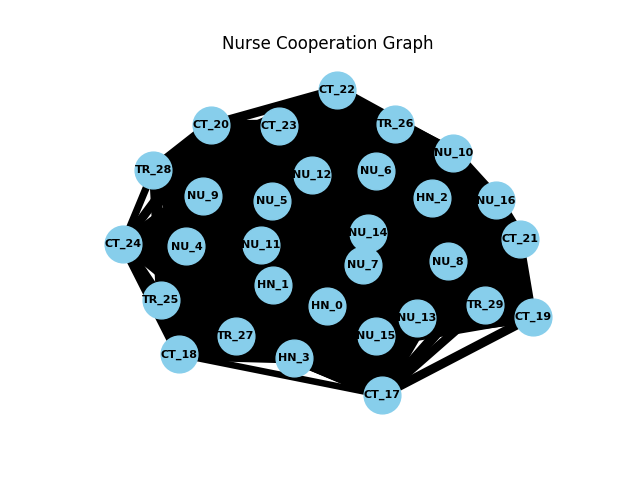 Nurse Cooperation Graph
CT_22
CT_20
CT_23
TR_26
NU_10
TR_28
NU_12
NU_6
NU_9
NU_5
HN_2
NU_16
NU_14
CT_21
CT_24
NU_4
NU_11
NU_7
NU_8
HN_1
TR_25
HN_0
TR_29
NU_13
CT_19
TR_27
NU_15
CT_18
HN_3
CT_17